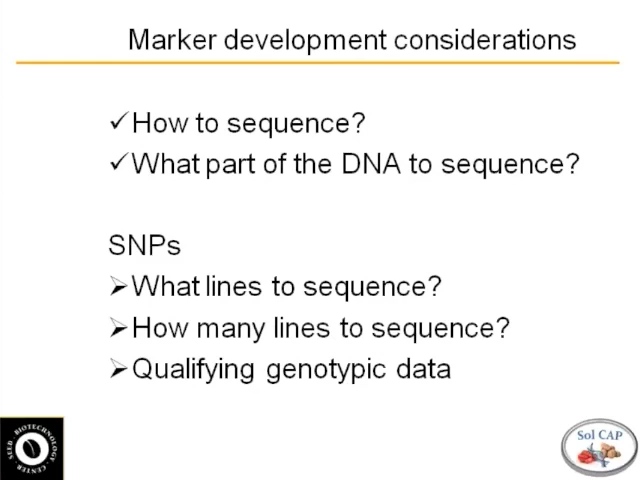 Marker development considerations
✓How to sequence?
✓What part of the DNA to sequence?
SNPs
➢What lines to sequence?
➢How many lines to sequence?
➢Qualifying genotypic data
SEED · BIOTECHNOLOGY · CENTER
Sol CAP